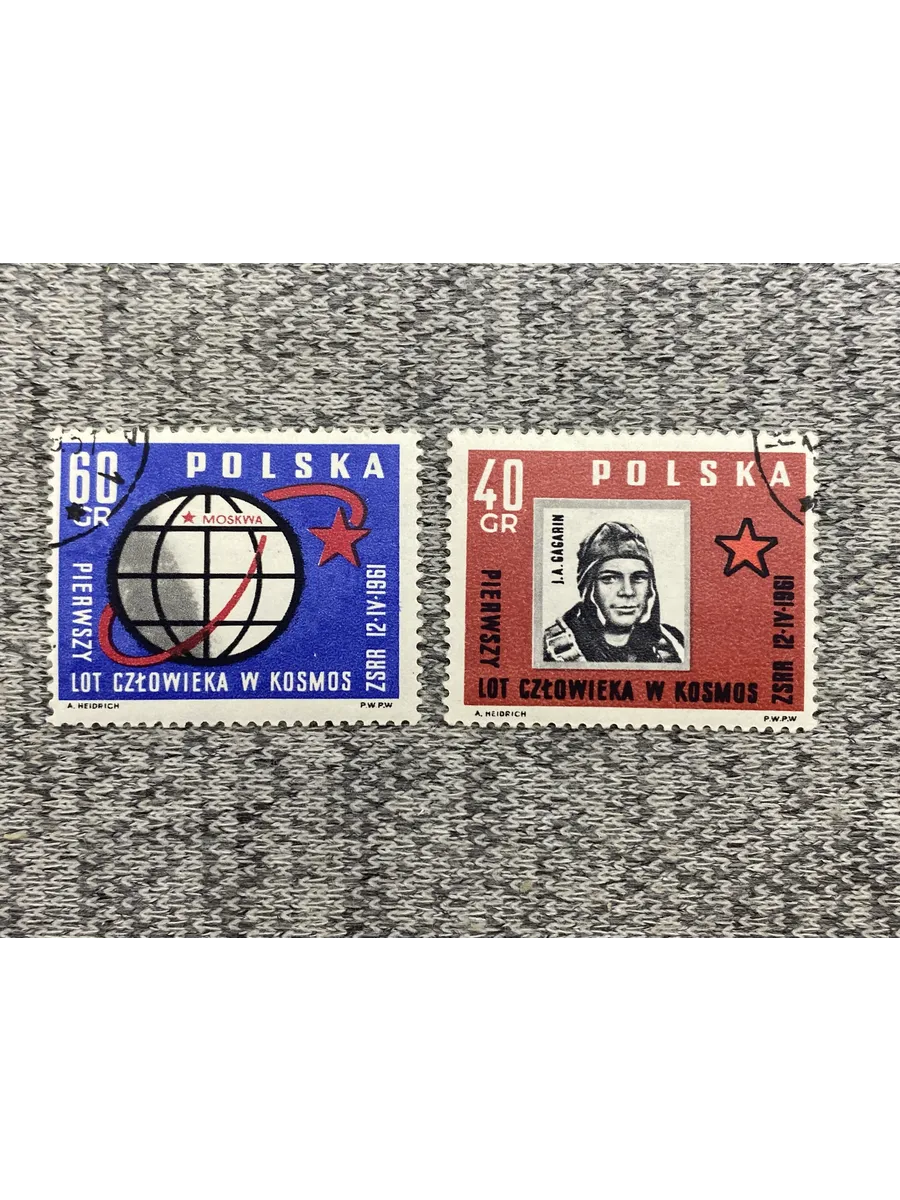 60
GR
POLSKA
MOSKWA
PIERWSZY
LOT CZŁOWIEKA W KOSMOS
ZSRR 12·IV·1961
A. HEIDRICH
P.W.P.W
40
GR
POLSKA
J.A.GAGARIN
PIERWSZY
LOT CZŁOWIEKA W KOSMOS
ZSRR 12·IV·1961
A. HEIDRICH
P.W.P.W